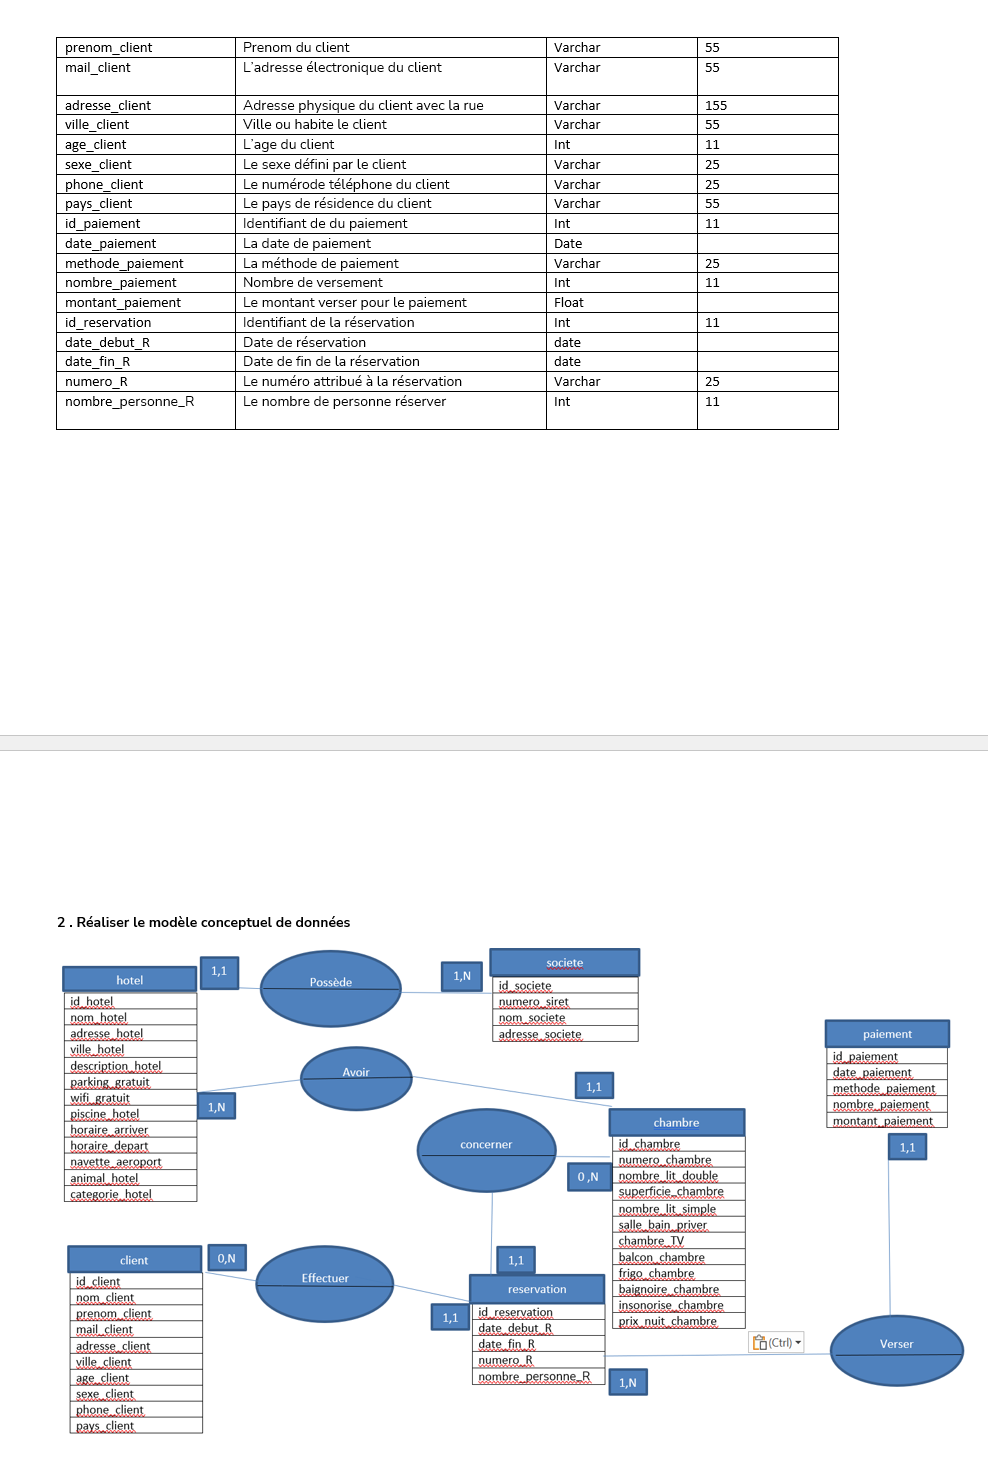 prenom_client Prenom du client Varchar 55
mail_client L'adresse électronique du client Varchar 55
adresse_client Adresse physique du client avec la rue Varchar 155
ville_client Ville ou habite le client Varchar 55
age_client L'age du client Int 11
sexe_client Le sexe défini par le client Varchar 25
phone_client Le numérode téléphone du client Varchar 25
pays_client Le pays de résidence du client Varchar 55
id_paiement Identifiant de du paiement Int 11
date_paiement La date de paiement Date
methode_paiement La méthode de paiement Varchar 25
nombre_paiement Nombre de versement Int 11
montant_paiement Le montant verser pour le paiement Float
id_reservation Identifiant de la réservation Int 11
date_debut_R Date de réservation date
date_fin_R Date de fin de la réservation date
numero_R Le numéro attribué à la réservation Varchar 25
nombre_personne_R Le nombre de personne réserver Int 11
2 . Réaliser le modèle conceptuel de données
hotel
id_hotel
nom_hotel
adresse_hotel
ville_hotel
description_hotel
parking_gratuit
wifi_gratuit
piscine_hotel
horaire_arriver
horaire_depart
navette_aeroport
animal_hotel
categorie_hotel
1,1
Possède
1,N
societe
id_societe
numero_siret
nom_societe
adresse_societe
1,N
Avoir
1,1
chambre
id_chambre
numero_chambre
nombre_lit_double
superficie_chambre
nombre_lit_simple
salle_bain_priver
chambre_TV
balcon_chambre
frigo_chambre
baignoire_chambre
insonorise_chambre
prix_nuit_chambre
concerner
0 ,N
1,1
paiement
id_paiement
date_paiement
methode_paiement
nombre_paiement
montant_paiement
1,1
client
id_client
nom_client
prenom_client
mail_client
adresse_client
ville_client
age_client
sexe_client
phone_client
pays_client
0,N
Effectuer
1,1
reservation
id_reservation
date_debut_R
date_fin_R
numero_R
nombre_personne_R
1,N
(Ctrl)
Verser